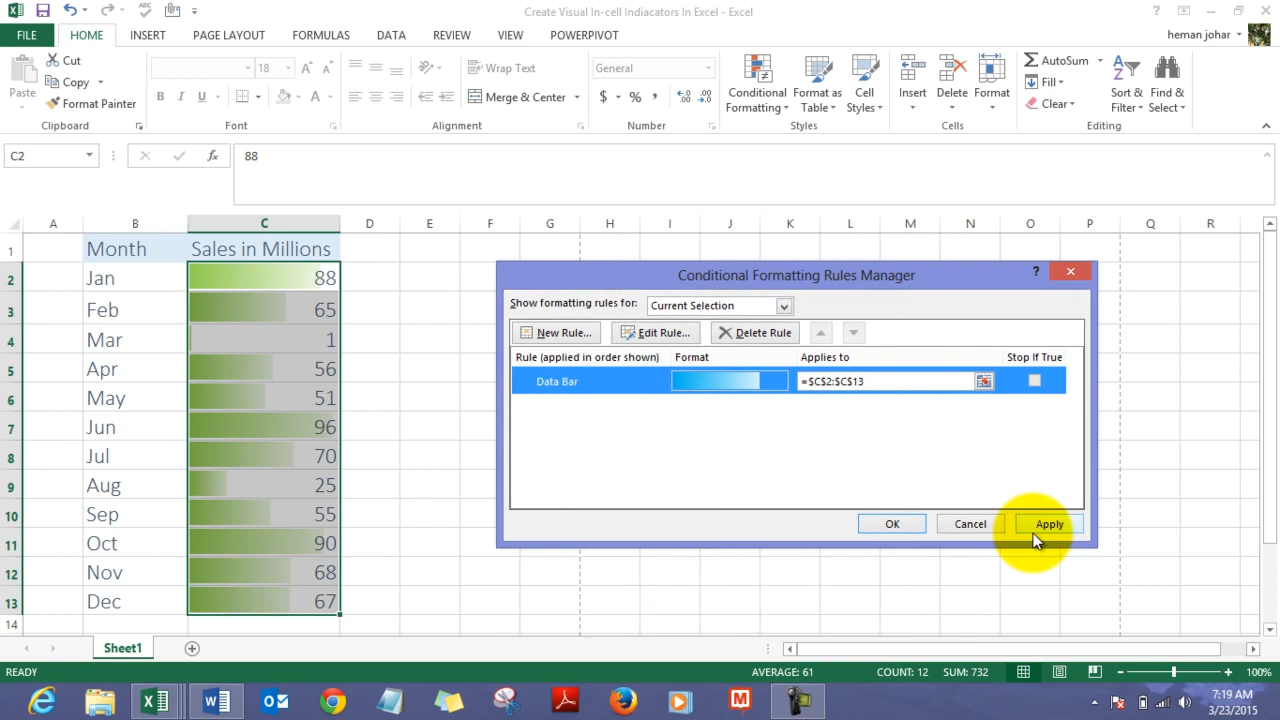 Create Visual In-cell Indiacators In Excel - Excel
?
FILE HOME INSERT PAGE LAYOUT FORMULAS DATA REVIEW VIEW POWERPIVOT heman johar
Paste
Cut
Copy
Format Painter
18
B I U
Wrap Text
Merge & Center
General
$ % ,
Conditional Formatting
Format as Table
Cell Styles
Insert
Delete
Format
AutoSum
Fill
Clear
Sort & Filter
Find & Select
Clipboard Font Alignment Number Styles Cells Editing
C2 fx 88
A B C D E F G H I J K L M N O P Q R
1 Month Sales in Millions
2 Jan 88
3 Feb 65
4 Mar 1
5 Apr 56
6 May 51
7 Jun 96
8 Jul 70
9 Aug 25
10 Sep 55
11 Oct 90
12 Nov 68
13 Dec 67
14
Conditional Formatting Rules Manager ?
Show formatting rules for: Current Selection
New Rule... Edit Rule... Delete Rule
Rule (applied in order shown) Format Applies to Stop If True
Data Bar =$C$2:$C$13
OK Cancel Apply
Sheet1
READY AVERAGE: 61 COUNT: 12 SUM: 732 100%
7:19 AM
3/23/2015